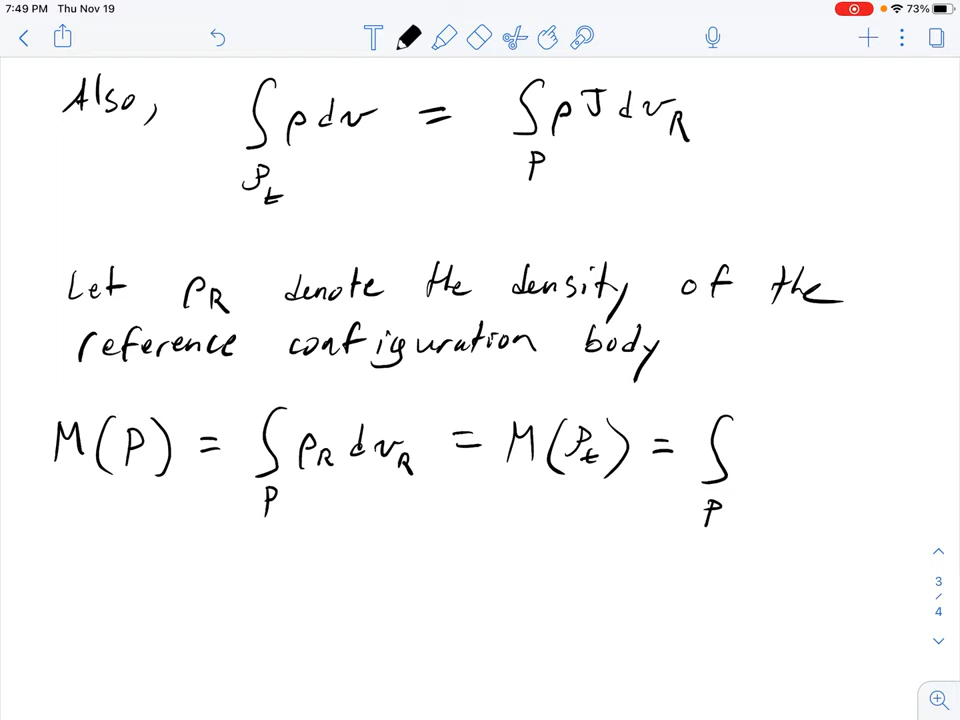 7:49 PM Thu Nov 19 73%
Also, ∫_{𝒫_t} ρ dv = ∫_P ρ J dv_R
Let ρ_R denote the density of the
reference configuration body
M(P) = ∫_P ρ_R dv_R = M(𝒫_t) = ∫_P
3
/
4